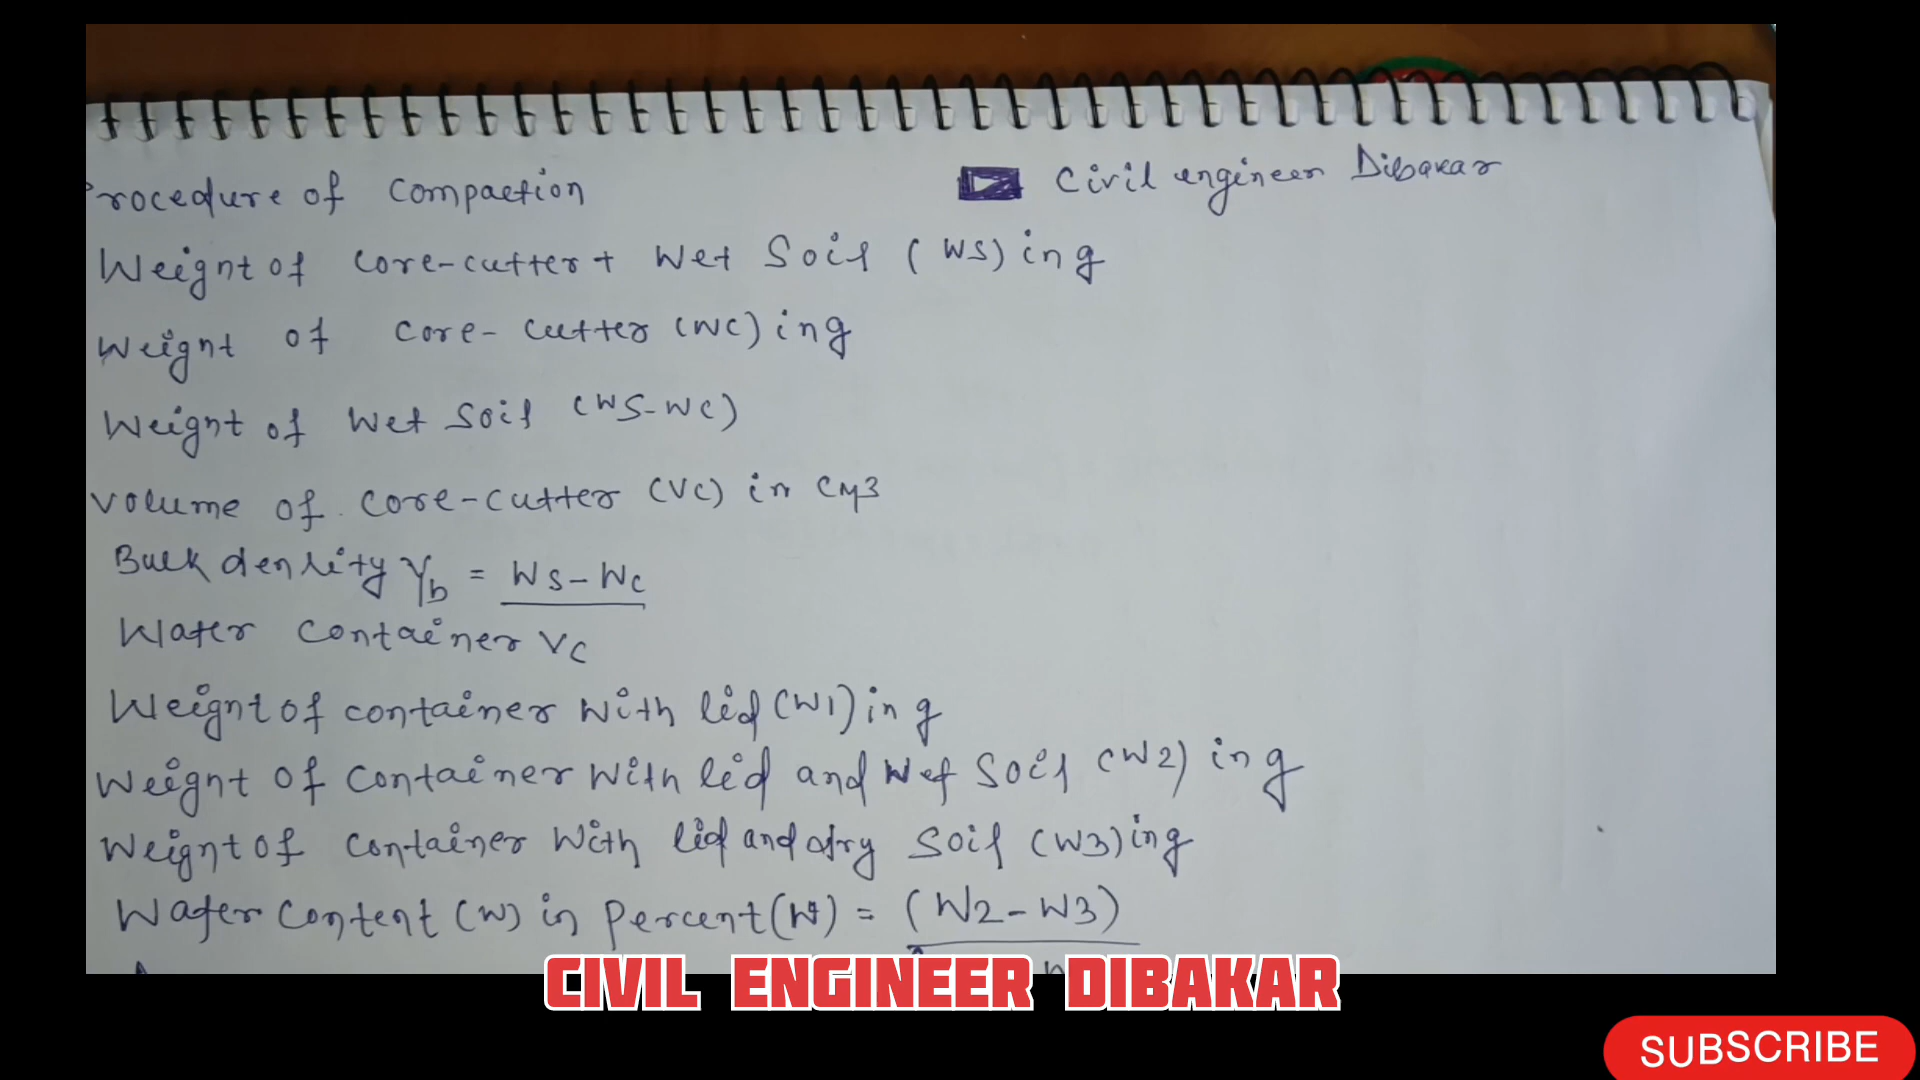 rocedure of compaction
Civil engineer Dibakar
Weight of core-cutter + Wet Soil (WS) in g
Weight of core-cutter (WC) in g
Weight of Wet Soil (WS-WC)
Volume of core-cutter (VC) in cm3
Bulk density γb = Ws-Wc
Water container Vc
Weight of container with lid (W1) in g
Weight of container with lid and Wet Soil (W2) in g
Weight of container with lid and dry Soil (W3) in g
Water content (W) in percent (W) = (W2-W3)
CIVIL ENGINEER DIBAKAR
SUBSCRIBE